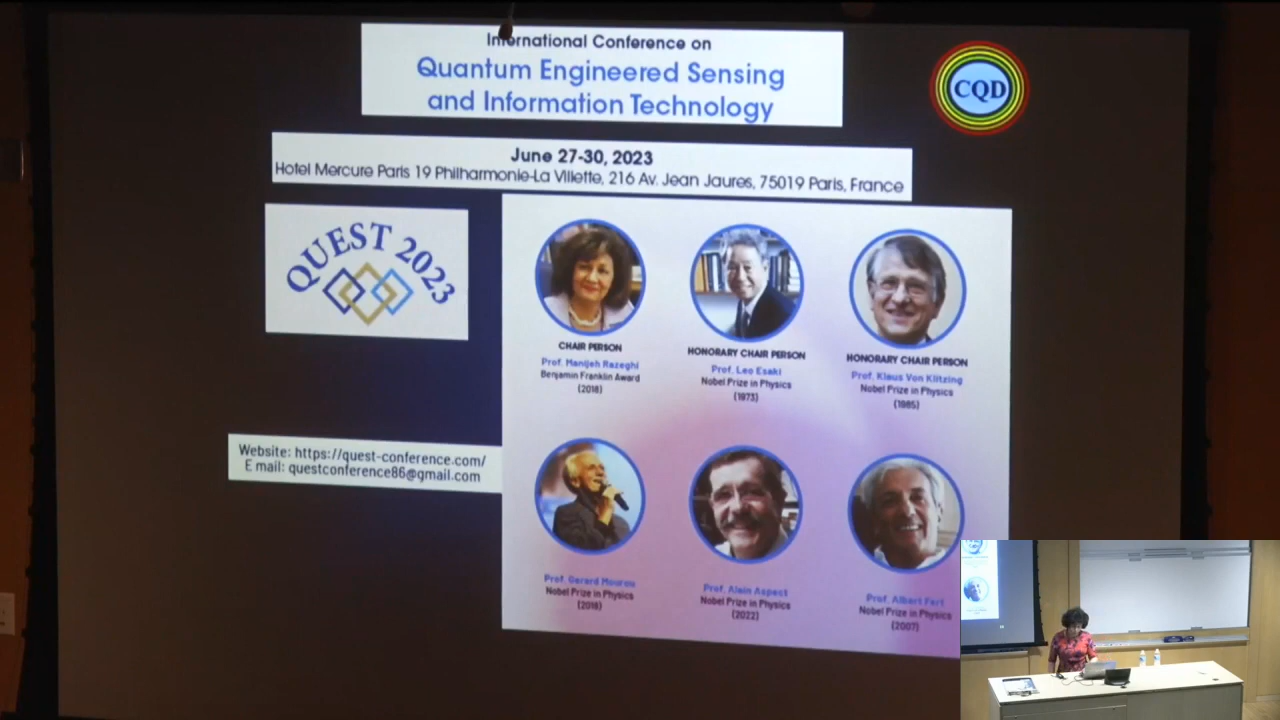 International Conference on
Quantum Engineered Sensing
and Information Technology
CQD
June 27-30, 2023
Hotel Mercure Paris 19 Philharmonie-La Villette, 216 Av. Jean Jaures, 75019 Paris, France
QUEST 2023
CHAIR PERSON
Prof. Manijeh Razeghi
Benjamin Franklin Award
(2018)
HONORARY CHAIR PERSON
Prof. Leo Esaki
Nobel Prize in Physics
(1973)
HONORARY CHAIR PERSON
Prof. Klaus Von Klitzing
Nobel Prize in Physics
(1985)
Website: https://quest-conference.com/
E mail: questconference86@gmail.com
Prof. Gerard Mourou
Nobel Prize in Physics
(2018)
Prof. Alain Aspect
Nobel Prize in Physics
(2022)
Prof. Albert Fert
Nobel Prize in Physics
(2007)